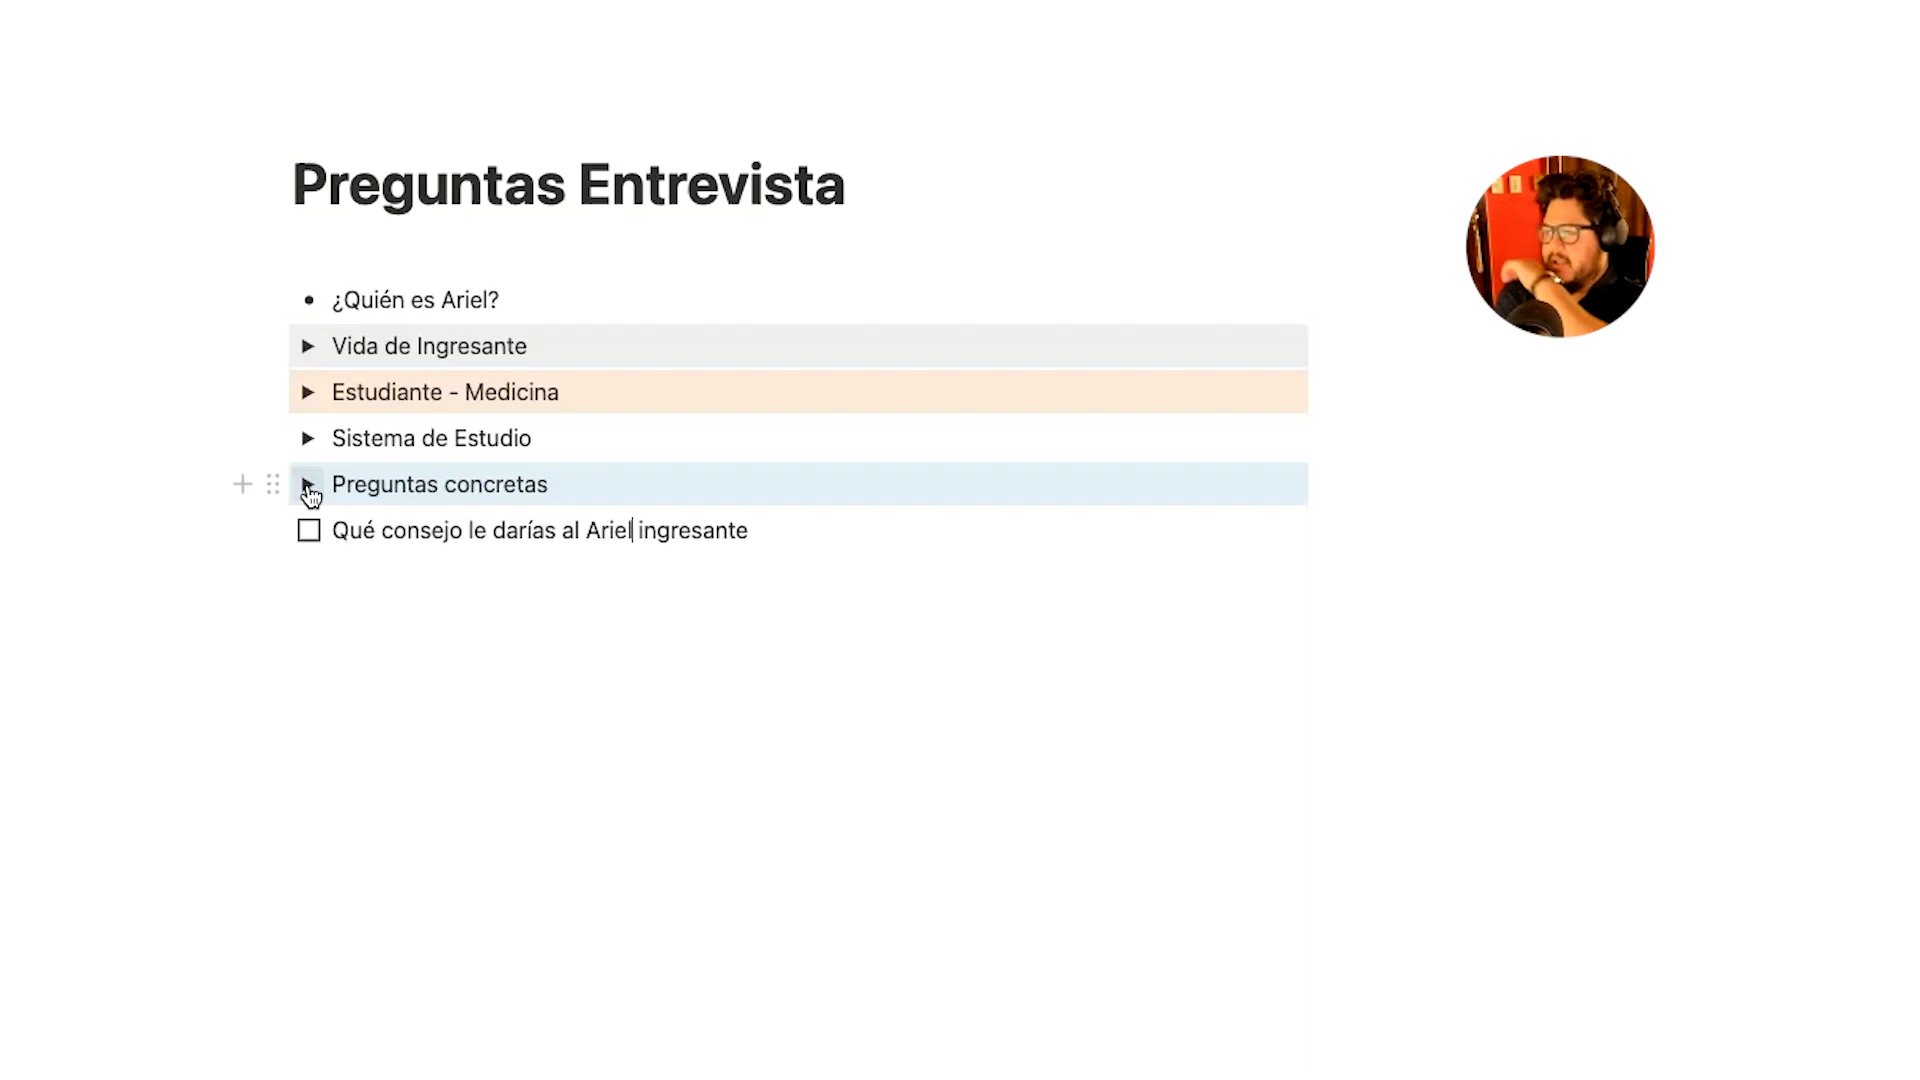 Preguntas Entrevista
¿Quién es Ariel?
Vida de Ingresante
Estudiante - Medicina
Sistema de Estudio
Preguntas concretas
Qué consejo le darías al Ariel ingresante